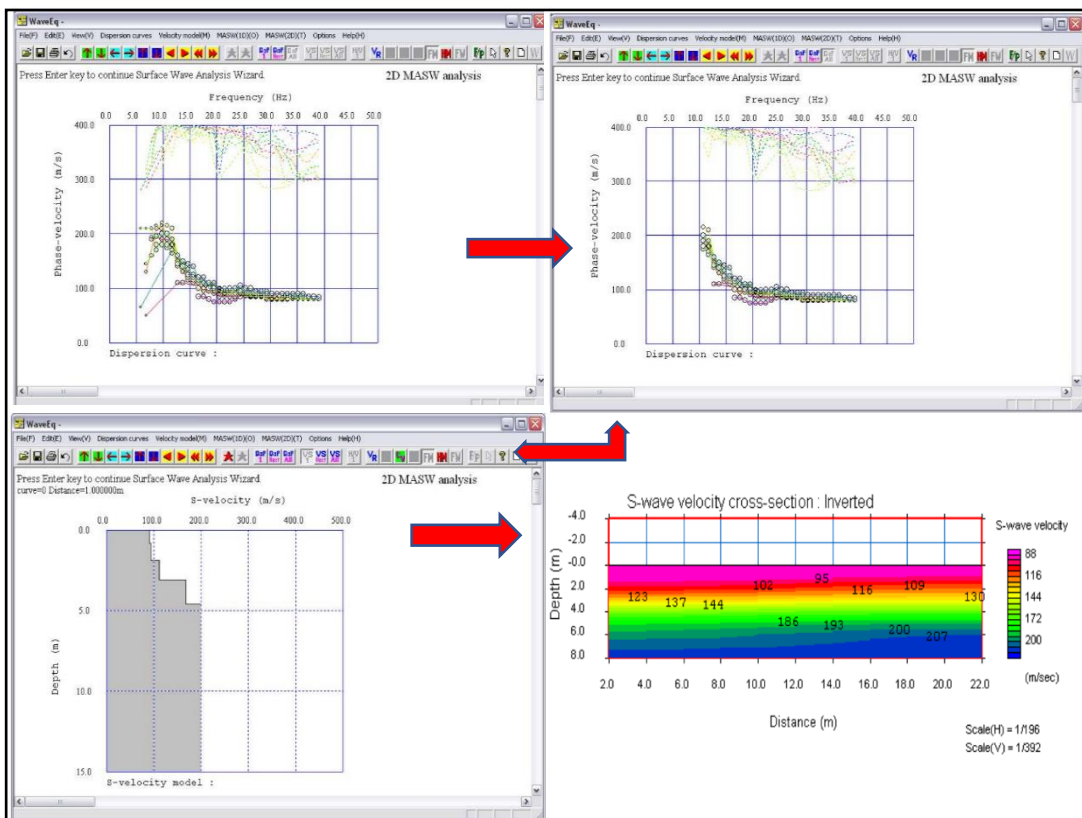 WaveEq -
File(F) Edit(E) View(V) Dispersion curves Velocity model(M) MASW(1D)(O) MASW(2D)(T) Options Help(H)
Press Enter key to continue Surface Wave Analysis Wizard.
2D MASW analysis
Frequency (Hz)
0.0 5.0 10.0 15.0 20.0 25.0 30.0 35.0 40.0 45.0 50.0
400.0
300.0
200.0
100.0
0.0
Phase-velocity (m/s)
Dispersion curve :
WaveEq -
File(F) Edit(E) View(V) Dispersion curves Velocity model(M) MASW(1D)(O) MASW(2D)(T) Options Help(H)
Press Enter key to continue Surface Wave Analysis Wizard.
2D MASW analysis
Frequency (Hz)
0.0 5.0 10.0 15.0 20.0 25.0 30.0 35.0 40.0 45.0 50.0
400.0
300.0
200.0
100.0
0.0
Phase-velocity (m/s)
Dispersion curve :
WaveEq -
File(F) Edit(E) View(V) Dispersion curves Velocity model(M) MASW(1D)(O) MASW(2D)(T) Options Help(H)
Press Enter key to continue Surface Wave Analysis Wizard.
curve=0 Distance=1.000000m
2D MASW analysis
S-velocity (m/s)
0.0 100.0 200.0 300.0 400.0 500.0
0.0
5.0
10.0
15.0
Depth (m)
S-velocity model :
S-wave velocity cross-section : Inverted
-4.0
-2.0
-0.0
2.0
4.0
6.0
8.0
Depth (m)
123 137 144 102 95 116 109 130
186 193 200 207
2.0 4.0 6.0 8.0 10.0 12.0 14.0 16.0 18.0 20.0 22.0
Distance (m)
S-wave velocity
88
116
144
172
200
(m/sec)
Scale(H) = 1/196
Scale(V) = 1/392